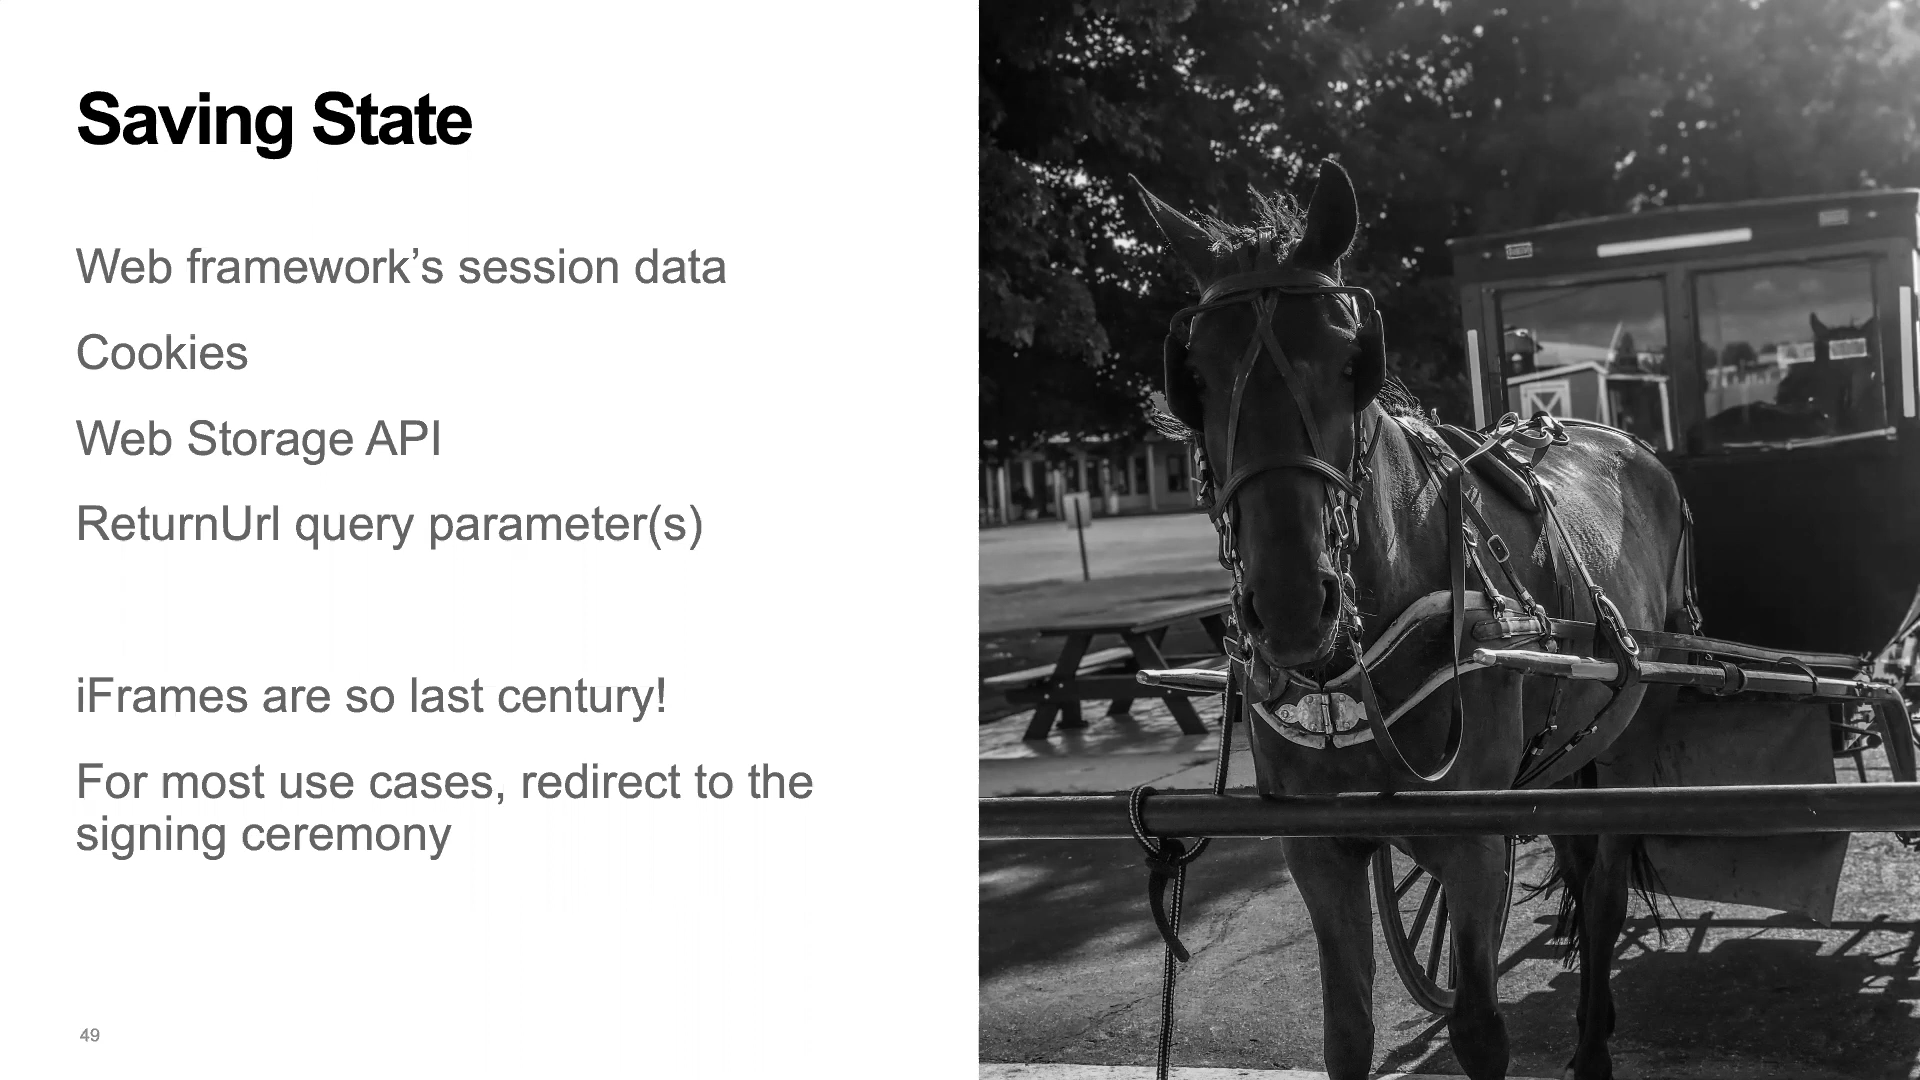 Saving State
Web framework’s session data
Cookies
Web Storage API
ReturnUrl query parameter(s)
iFrames are so last century!
For most use cases, redirect to the
signing ceremony
49